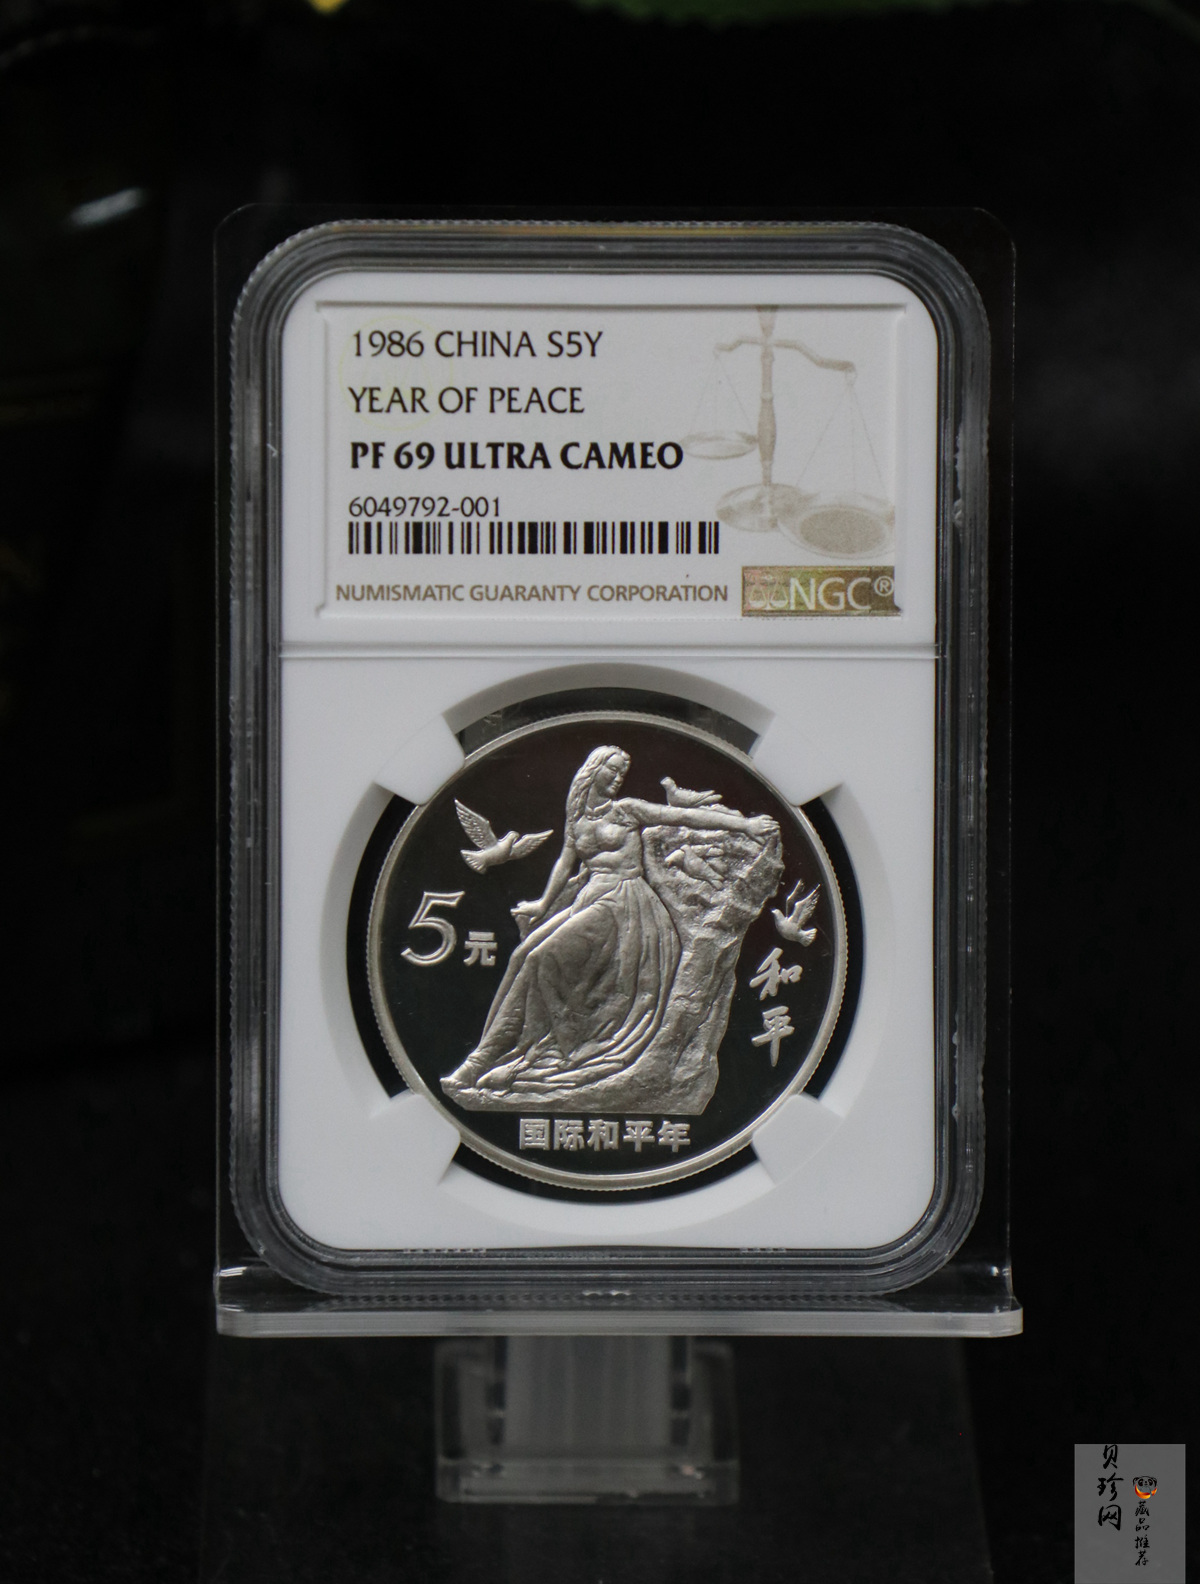 1986 CHINA S5Y
YEAR OF PEACE
PF 69 ULTRA CAMEO
6049792-001
NUMISMATIC GUARANTY CORPORATION
NGC®
5元
和平
国际和平年
贝珍网
藏品推荐